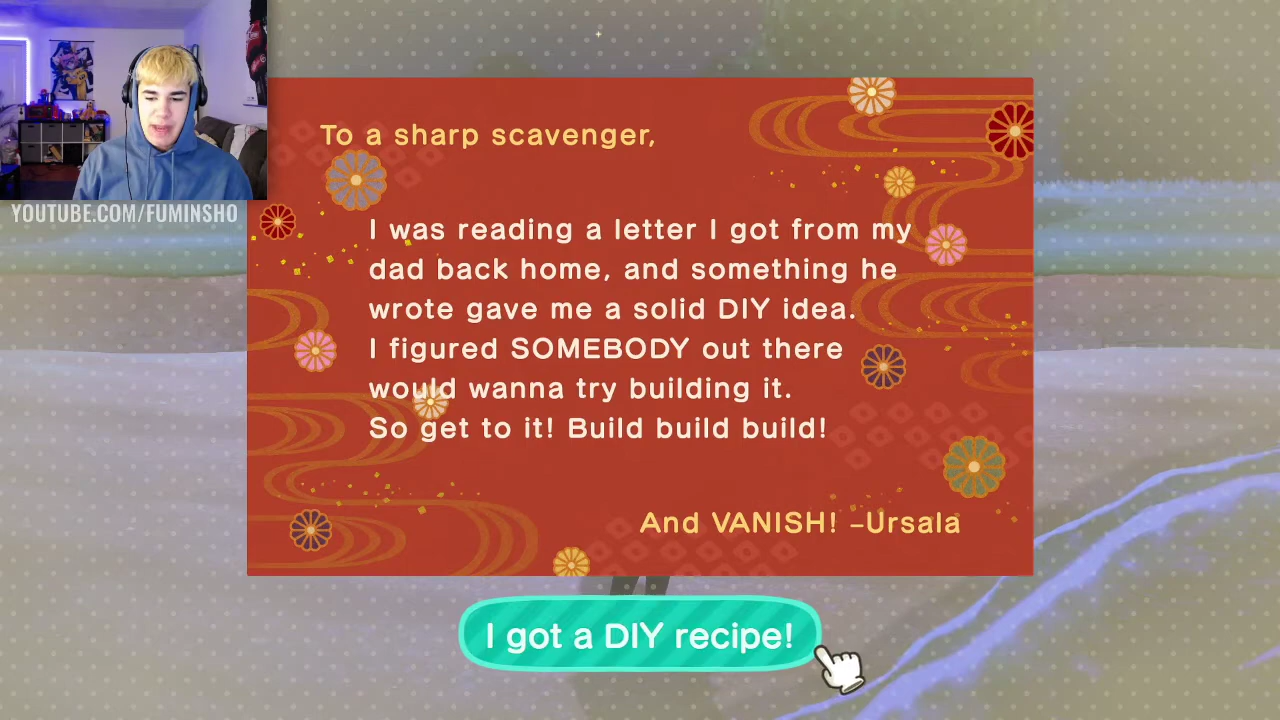 YOUTUBE.COM/FUMINSHO
To a sharp scavenger,
I was reading a letter I got from my
dad back home, and something he
wrote gave me a solid DIY idea.
I figured SOMEBODY out there
would wanna try building it.
So get to it! Build build build!
And VANISH! –Ursala
I got a DIY recipe!